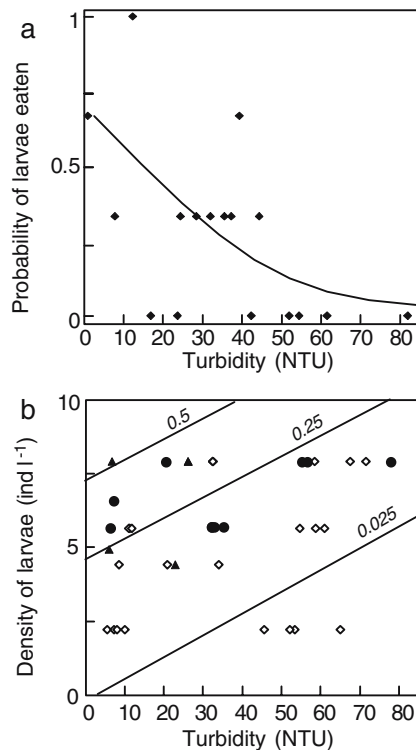 a
1
0.5
0
Probability of larvae eaten
0 10 20 30 40 50 60 70 80
Turbidity (NTU)
b
10
5
0
Density of larvae (ind l⁻¹)
0.5
0.25
0.025
0 10 20 30 40 50 60 70 80
Turbidity (NTU)